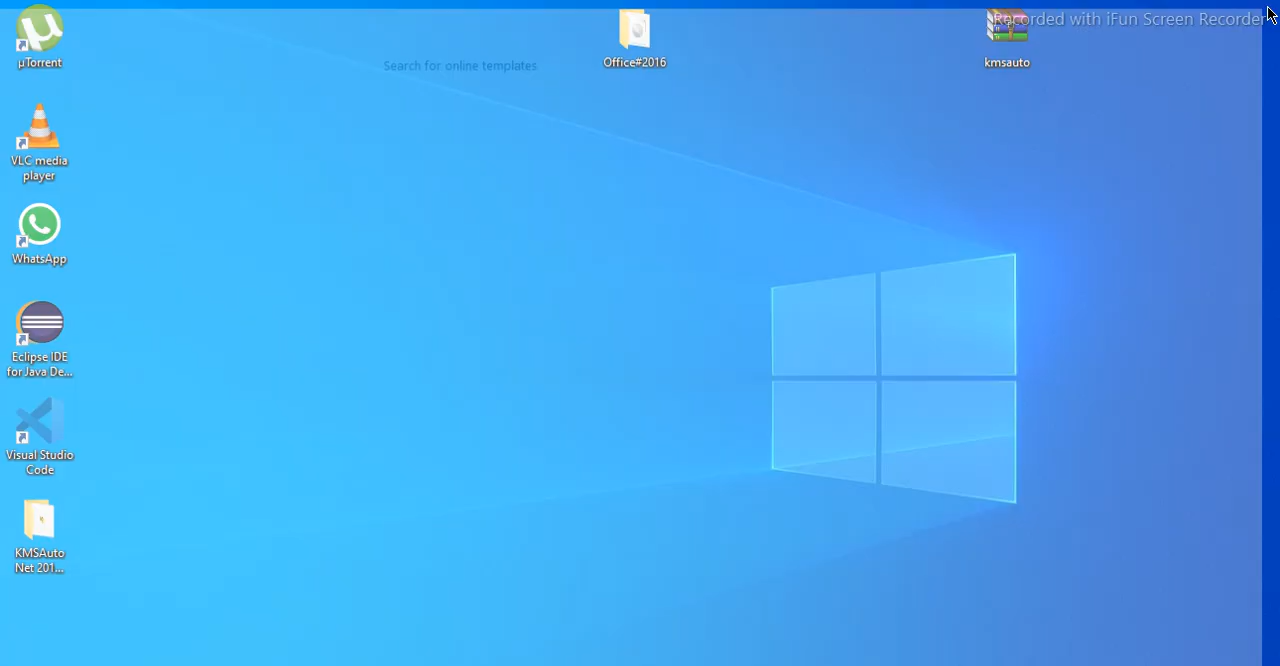 Recorded with iFun Screen Recorder
µTorrent
Search for online templates
Office#2016
kmsauto
VLC media
player
WhatsApp
Eclipse IDE
for Java De...
Visual Studio
Code
KMSAuto
Net 201...